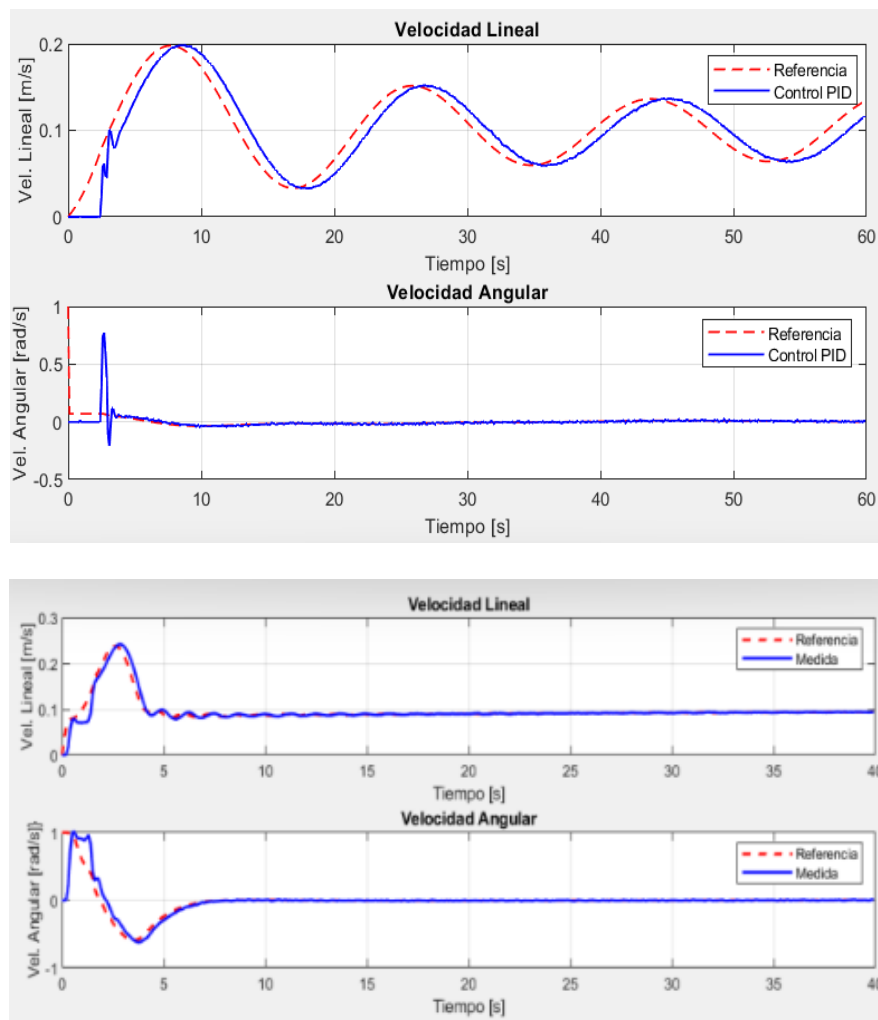 Velocidad Lineal
Vel. Lineal [m/s]
0.2
0.1
0
Referencia
Control PID
0 10 20 30 40 50 60
Tiempo [s]
Velocidad Angular
Vel. Angular [rad/s]
1
0.5
0
-0.5
Referencia
Control PID
0 10 20 30 40 50 60
Tiempo [s]
Velocidad Lineal
Vel. Lineal [m/s]
0.3
0.2
0.1
0
Referencia
Medida
0 5 10 15 20 25 30 35 40
Tiempo [s]
Velocidad Angular
Vel. Angular [rad/s]}
1
0
-1
Referencia
Medida
0 5 10 15 20 25 30 35 40
Tiempo [s]